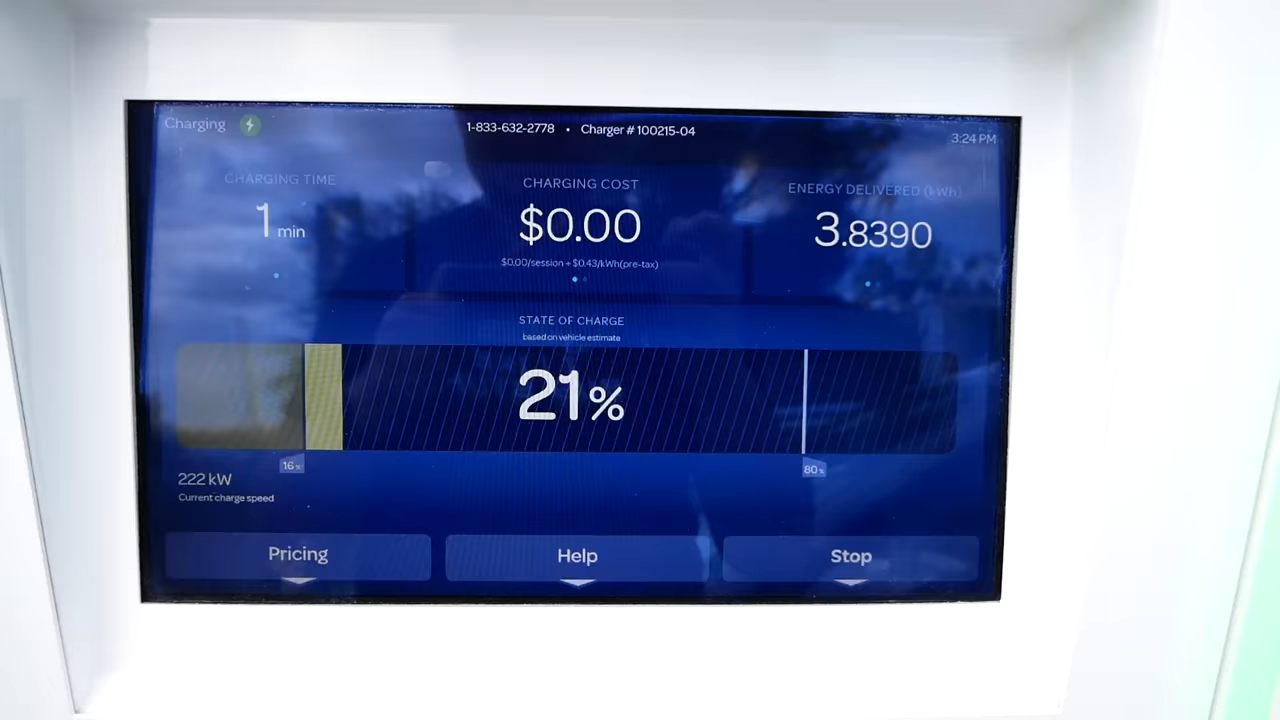 Charging
1-833-632-2778 • Charger # 100215-04
3:24 PM
CHARGING TIME
1 min
CHARGING COST
$0.00
$0.00/session + $0.43/kWh(pre-tax)
ENERGY DELIVERED (kWh)
3.8390
STATE OF CHARGE
based on vehicle estimate
21%
16%
80%
222 kW
Current charge speed
Pricing
Help
Stop